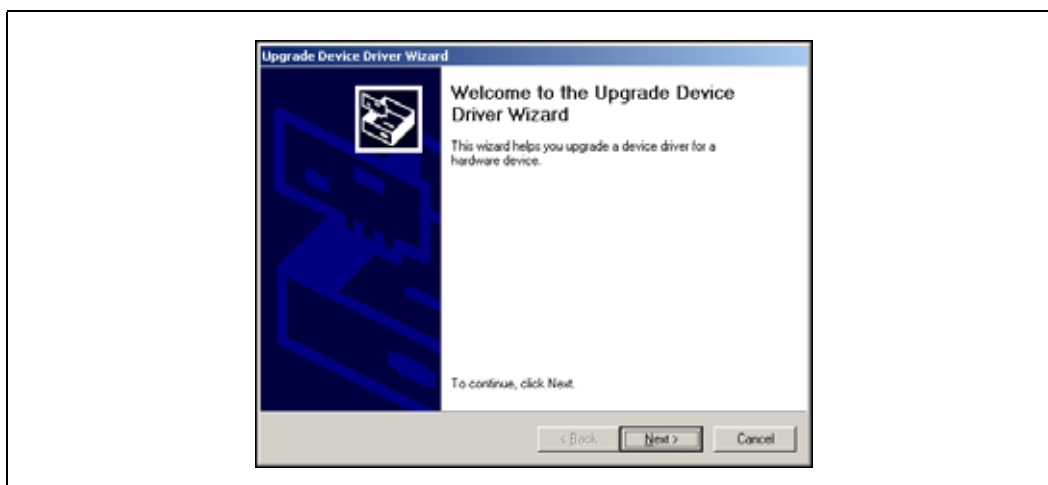 Upgrade Device Driver Wizard
Welcome to the Upgrade Device
Driver Wizard
This wizard helps you upgrade a device driver for a
hardware device.
To continue, click Next.
< Back
Next >
Cancel